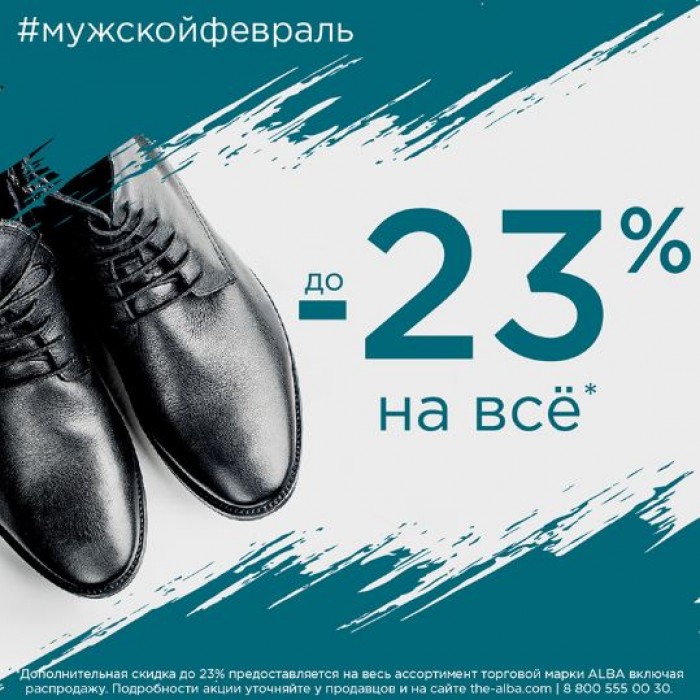 #мужскойфевраль
до
-23%
на всё*
*Дополнительная скидка до 23% предоставляется на весь ассортимент торговой марки ALBA включая
распродажу. Подробности акции уточняйте у продавцов и на сайте the-alba.com | 8 800 555 00 30.